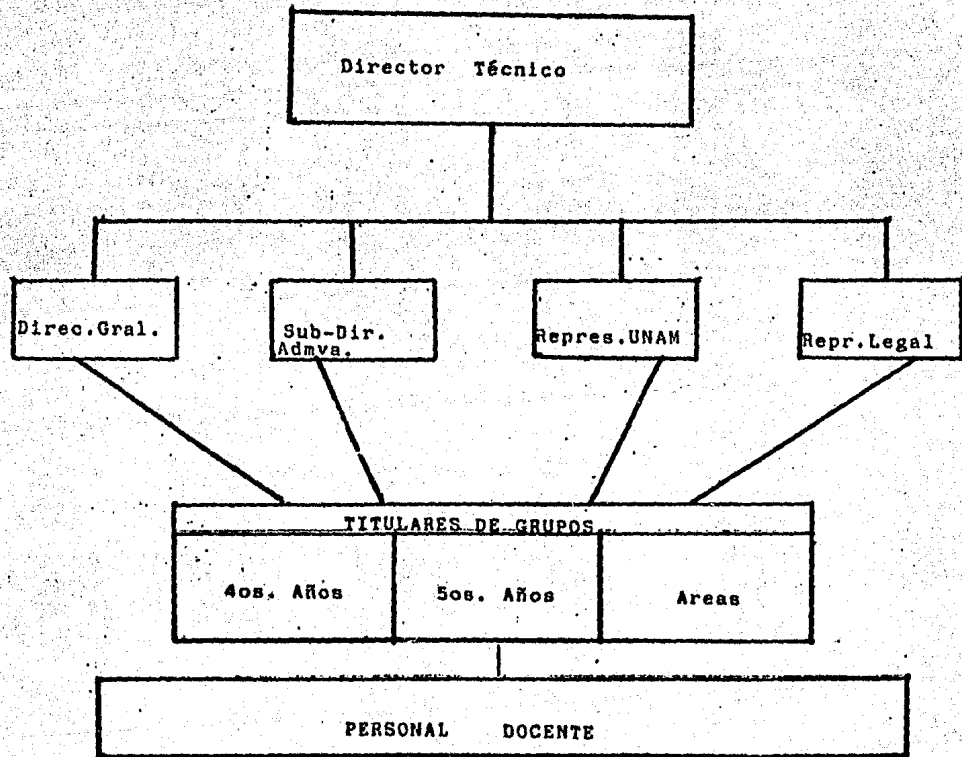 Director Técnico
Direc.Gral.
Sub-Dir.
Admva.
Repres.UNAM
Repr.Legal
TITULARES DE GRUPOS
4os. Años
5os. Años
Areas
PERSONAL DOCENTE